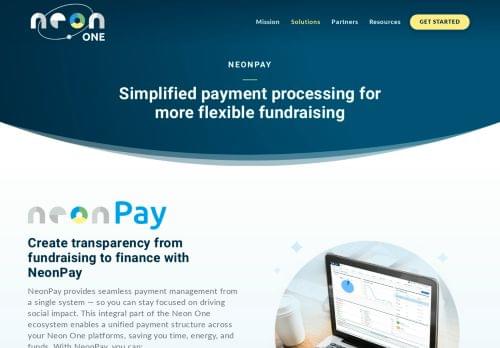 neon ONE
Mission Solutions Partners Resources GET STARTED
NEONPAY
Simplified payment processing for
more flexible fundraising
neonPay
Create transparency from
fundraising to finance with
NeonPay
NeonPay provides seamless payment management from
a single system — so you can stay focused on driving
social impact. This integral part of the Neon One
ecosystem enables a unified payment structure across
your Neon One platforms, saving you time, energy, and
funds. With NeonPay, you can: